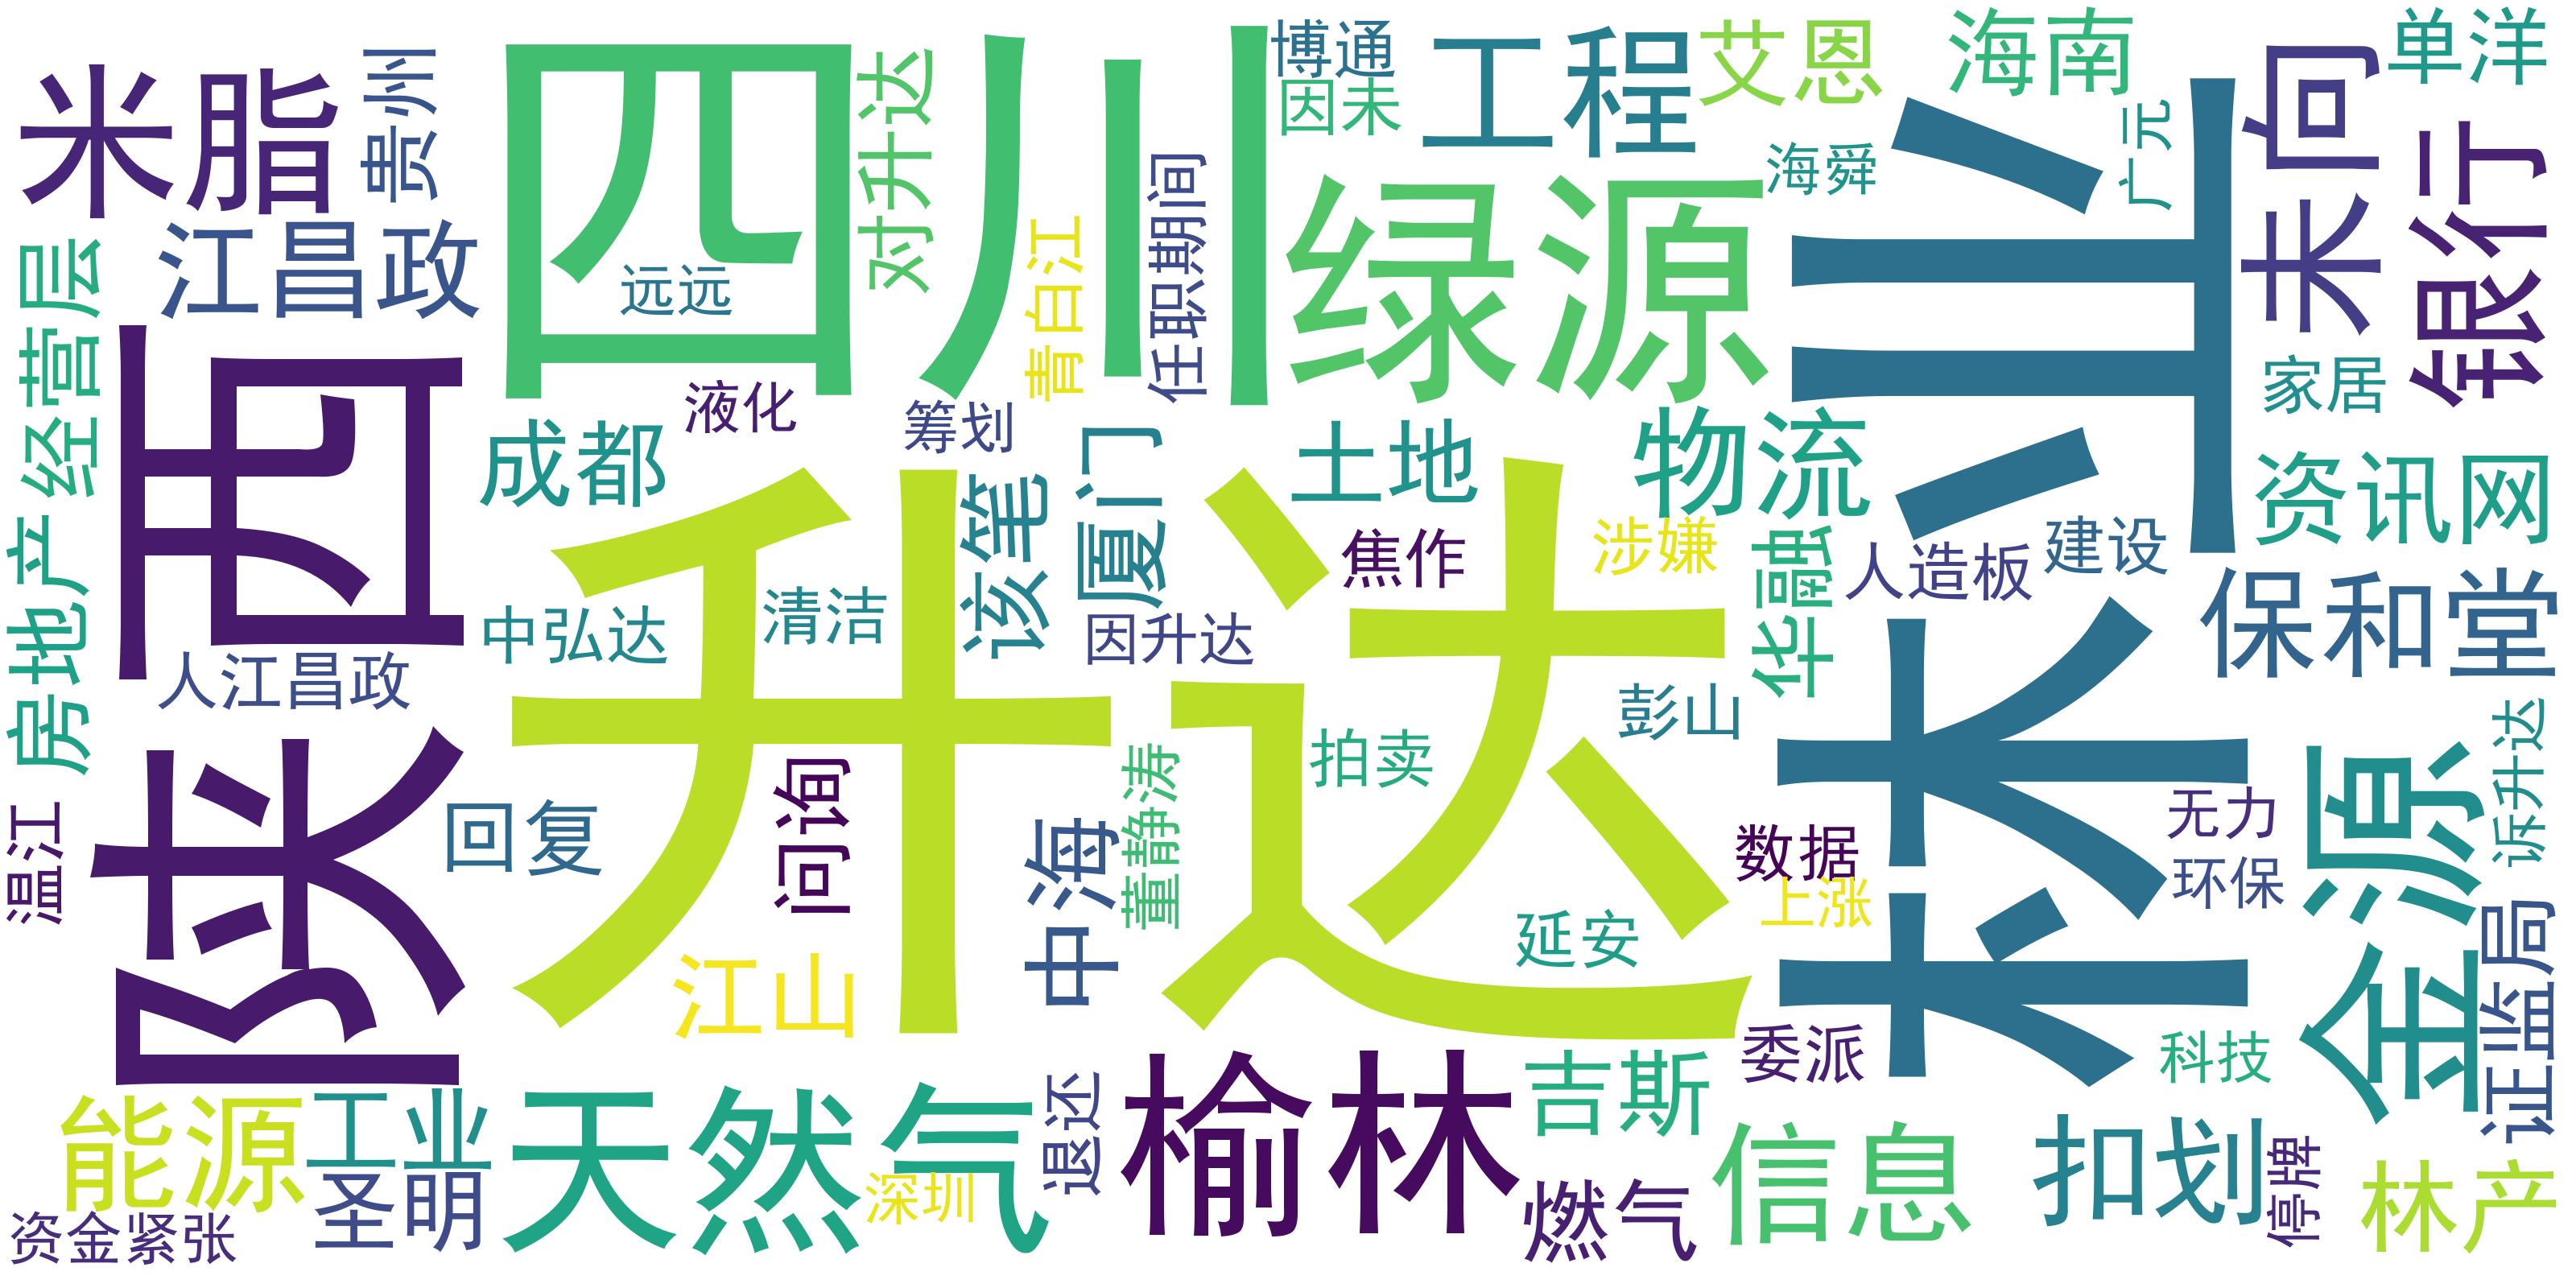 升达
四川
林业
陕西
绿源
米脂
贵州
江昌政
对升达
远远
青白江
任职期间
博通
因未
工程
艾恩
海南
海舜
广元
未向
单洋
银行
家居
资讯网
经营层
房地产
人江昌政
温江
成都
液化
筹划
该笔
厦门
土地
物流
焦作
涉嫌
华融
人造板
建设
保和堂
中弘达
清洁
因升达
彭山
拍卖
回复
问询
中海
董静涛
江山
延安
数据
上涨
无力
环保
金源
诉升达
证监局
委派
科技
能源
工业
圣明
资金紧张
天然气
深圳
退还
榆林
吉斯
燃气
信息
扣划
停牌
林产